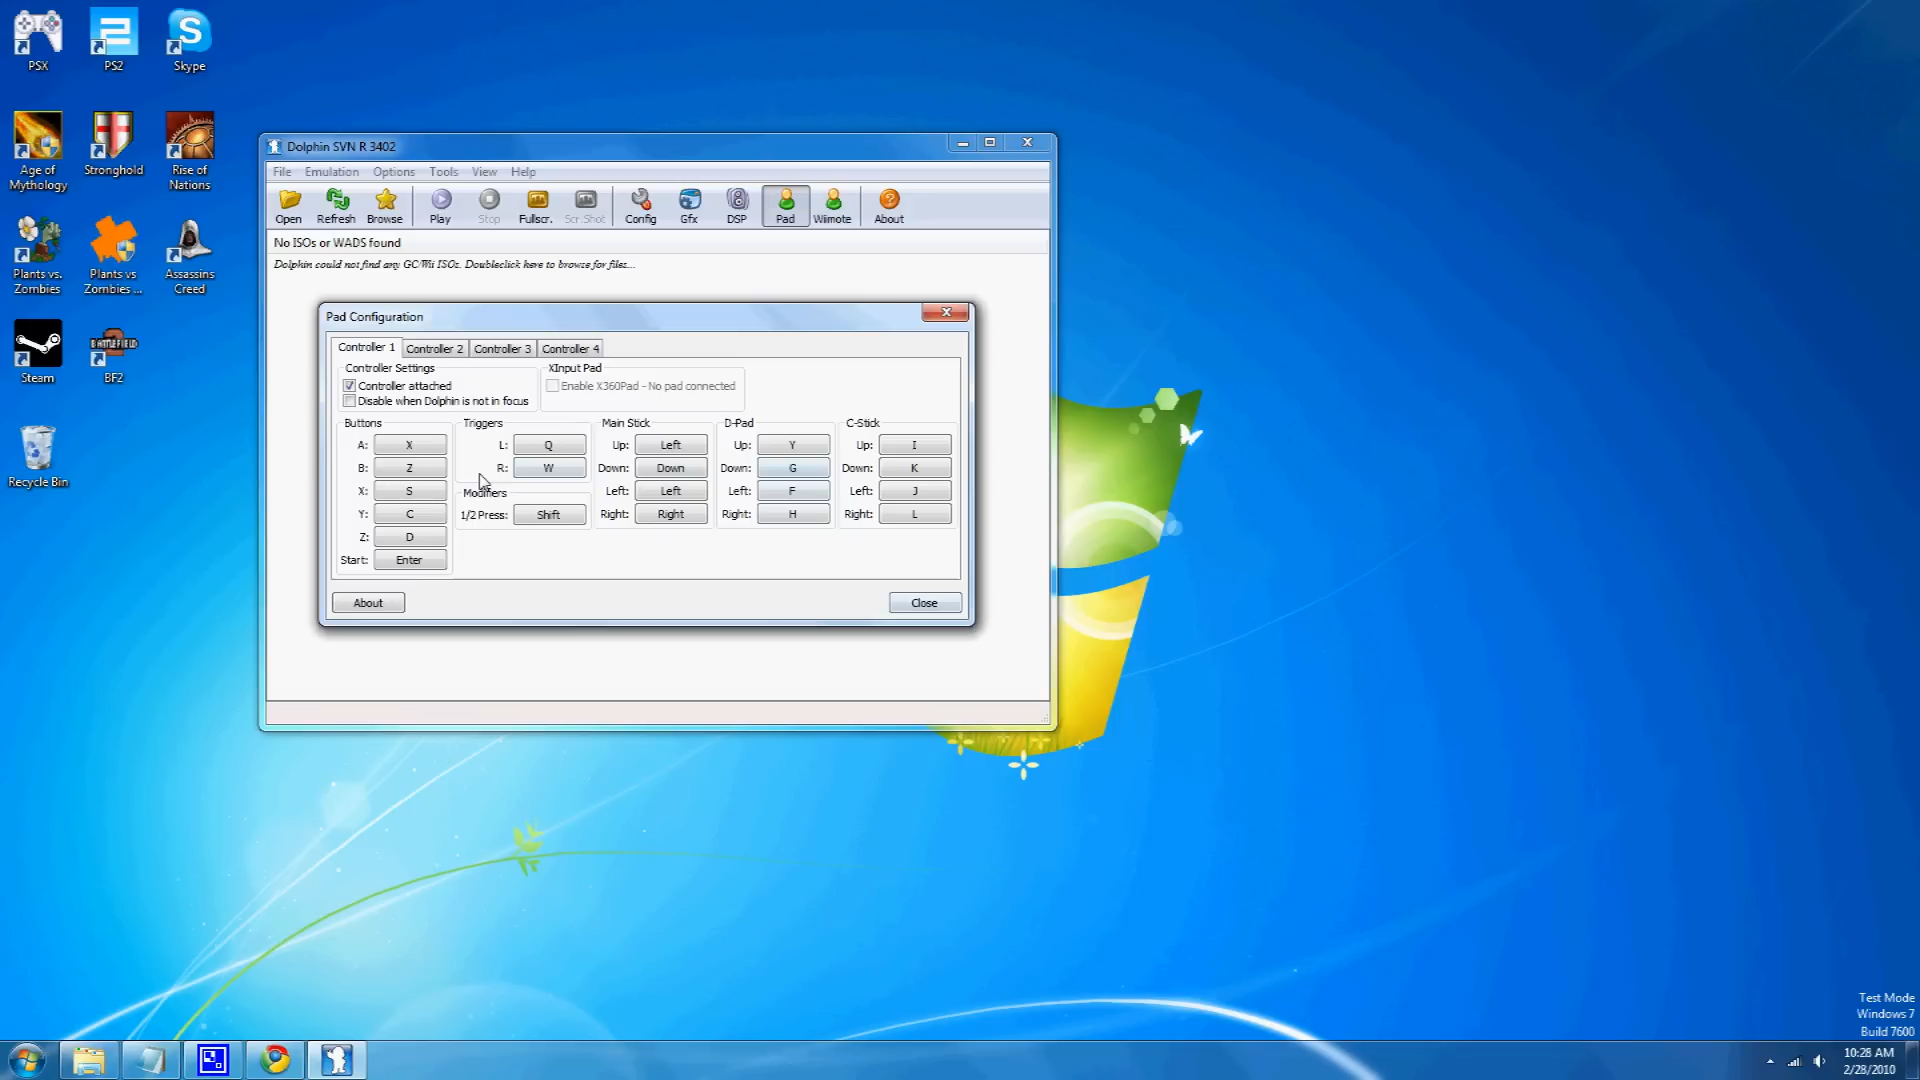 PSX
PS2
Skype
Age of Mythology
Stronghold
Rise of Nations
Plants vs. Zombies
Plants vs Zombies ...
Assassins Creed
Steam
BATTLEFIELD 2
BF2
Recycle Bin
Dolphin SVN R 3402
File Emulation Options Tools View Help
Open Refresh Browse Play Stop Fullscr. Scr.Shot Config Gfx DSP Pad Wiimote About
No ISOs or WADS found
Dolphin could not find any GC/Wii ISOs. Doubleclick here to browse for files...
Pad Configuration
Controller 1 Controller 2 Controller 3 Controller 4
Controller Settings XInput Pad
Controller attached Enable X360Pad - No pad connected
Disable when Dolphin is not in focus
Buttons Triggers Main Stick D-Pad C-Stick
A: X L: Q Up: Left Up: Y Up: I
B: Z R: W Down: Down Down: G Down: K
X: S Modifiers Left: Left Left: F Left: J
Y: C 1/2 Press: Shift Right: Right Right: H Right: L
Z: D
Start: Enter
About Close
Test Mode
Windows 7
Build 7600
10:28 AM
2/28/2010